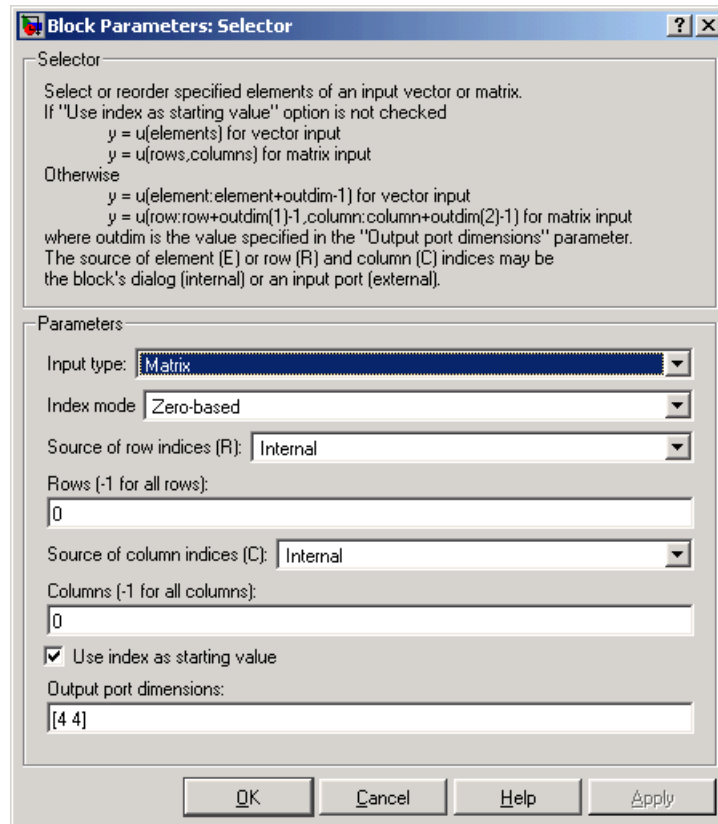 Block Parameters: Selector
Selector
Select or reorder specified elements of an input vector or matrix.
If "Use index as starting value" option is not checked
y = u(elements) for vector input
y = u(rows,columns) for matrix input
Otherwise
y = u(element:element+outdim-1) for vector input
y = u(row:row+outdim(1)-1,column:column+outdim(2)-1) for matrix input
where outdim is the value specified in the "Output port dimensions" parameter.
The source of element (E) or row (R) and column (C) indices may be
the block's dialog (internal) or an input port (external).
Parameters
Input type: Matrix
Index mode Zero-based
Source of row indices (R): Internal
Rows (-1 for all rows):
0
Source of column indices (C): Internal
Columns (-1 for all columns):
0
Use index as starting value
Output port dimensions:
[4 4]
OK Cancel Help Apply